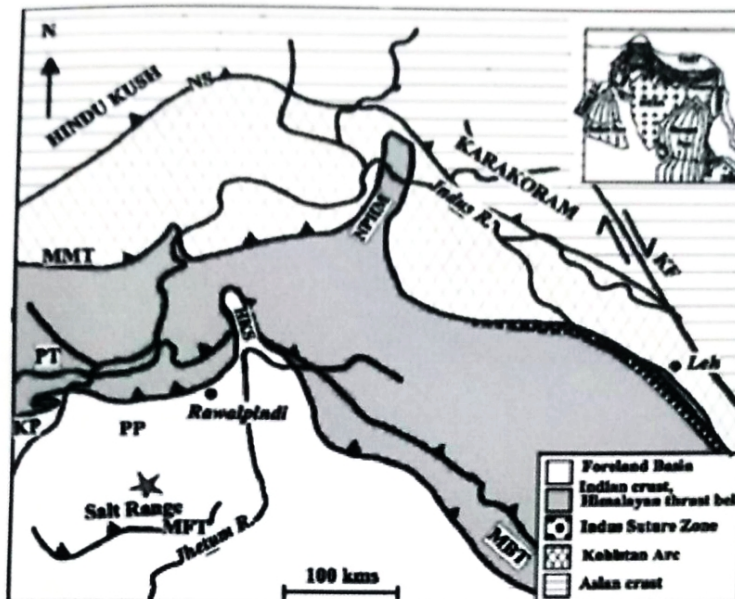 N
HINDU KUSH
NS
KARAKORAM
Indus R.
NPHM
KF
MMT
HKS
Leh
PT
Rawalpindi
KP
PP
Salt Range
MFT
Jhelum R.
MBT
100 kms
Foreland Basin
Indian crust,
Himalayan thrust bel
Indus Suture Zone
Kohistan Arc
Asian crust